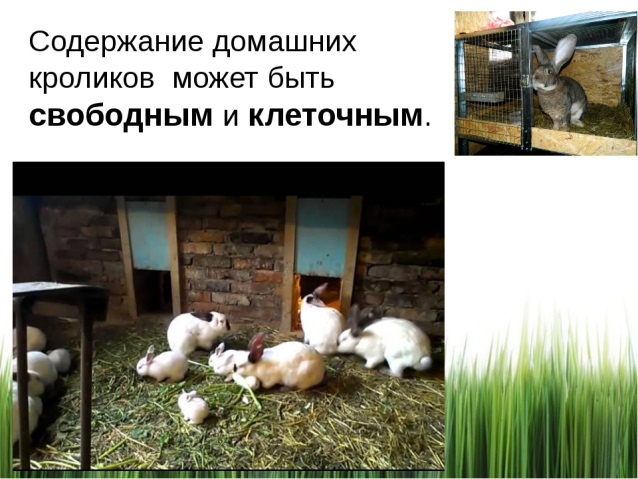 Содержание домашних
кроликов  может быть
свободным и клеточным.